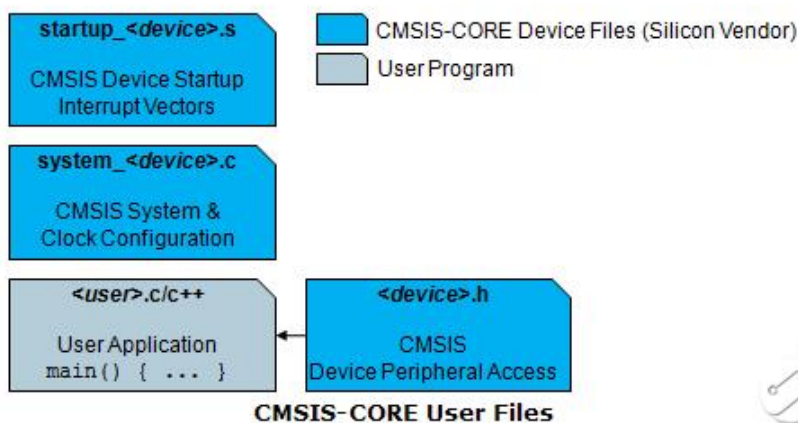 startup_<device>.s
CMSIS Device Startup
Interrupt Vectors
CMSIS-CORE Device Files (Silicon Vendor)
User Program
system_<device>.c
CMSIS System &
Clock Configuration
<user>.c/c++
User Application
main() { ... }
<device>.h
CMSIS
Device Peripheral Access
CMSIS-CORE User Files